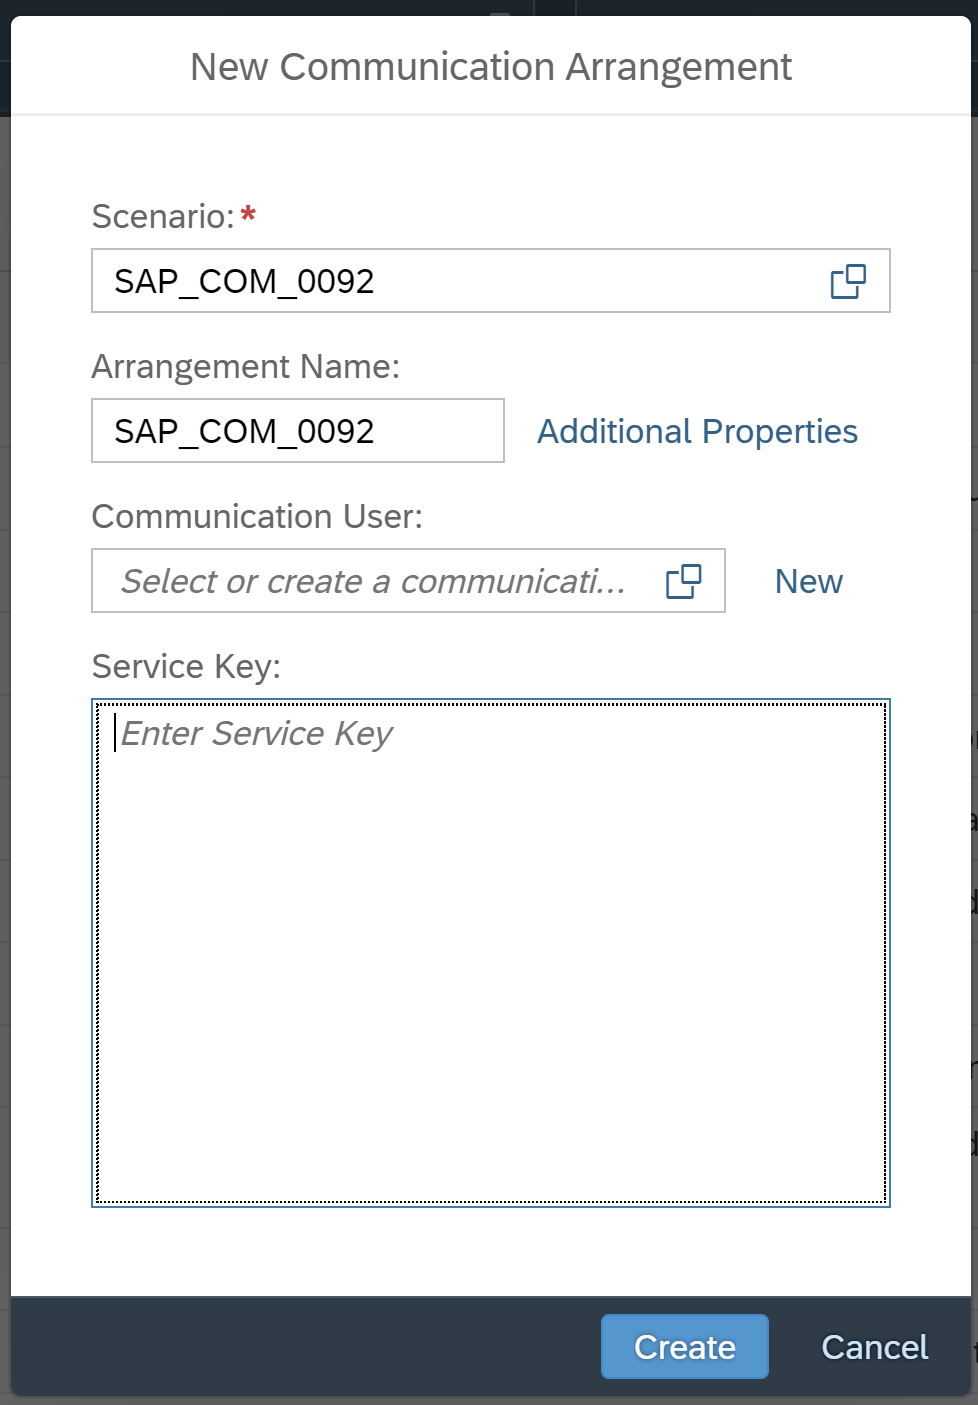 New Communication Arrangement
Scenario:*
SAP_COM_0092
Arrangement Name:
SAP_COM_0092 Additional Properties
Communication User:
Select or create a communicati... New
Service Key:
Enter Service Key
Create Cancel